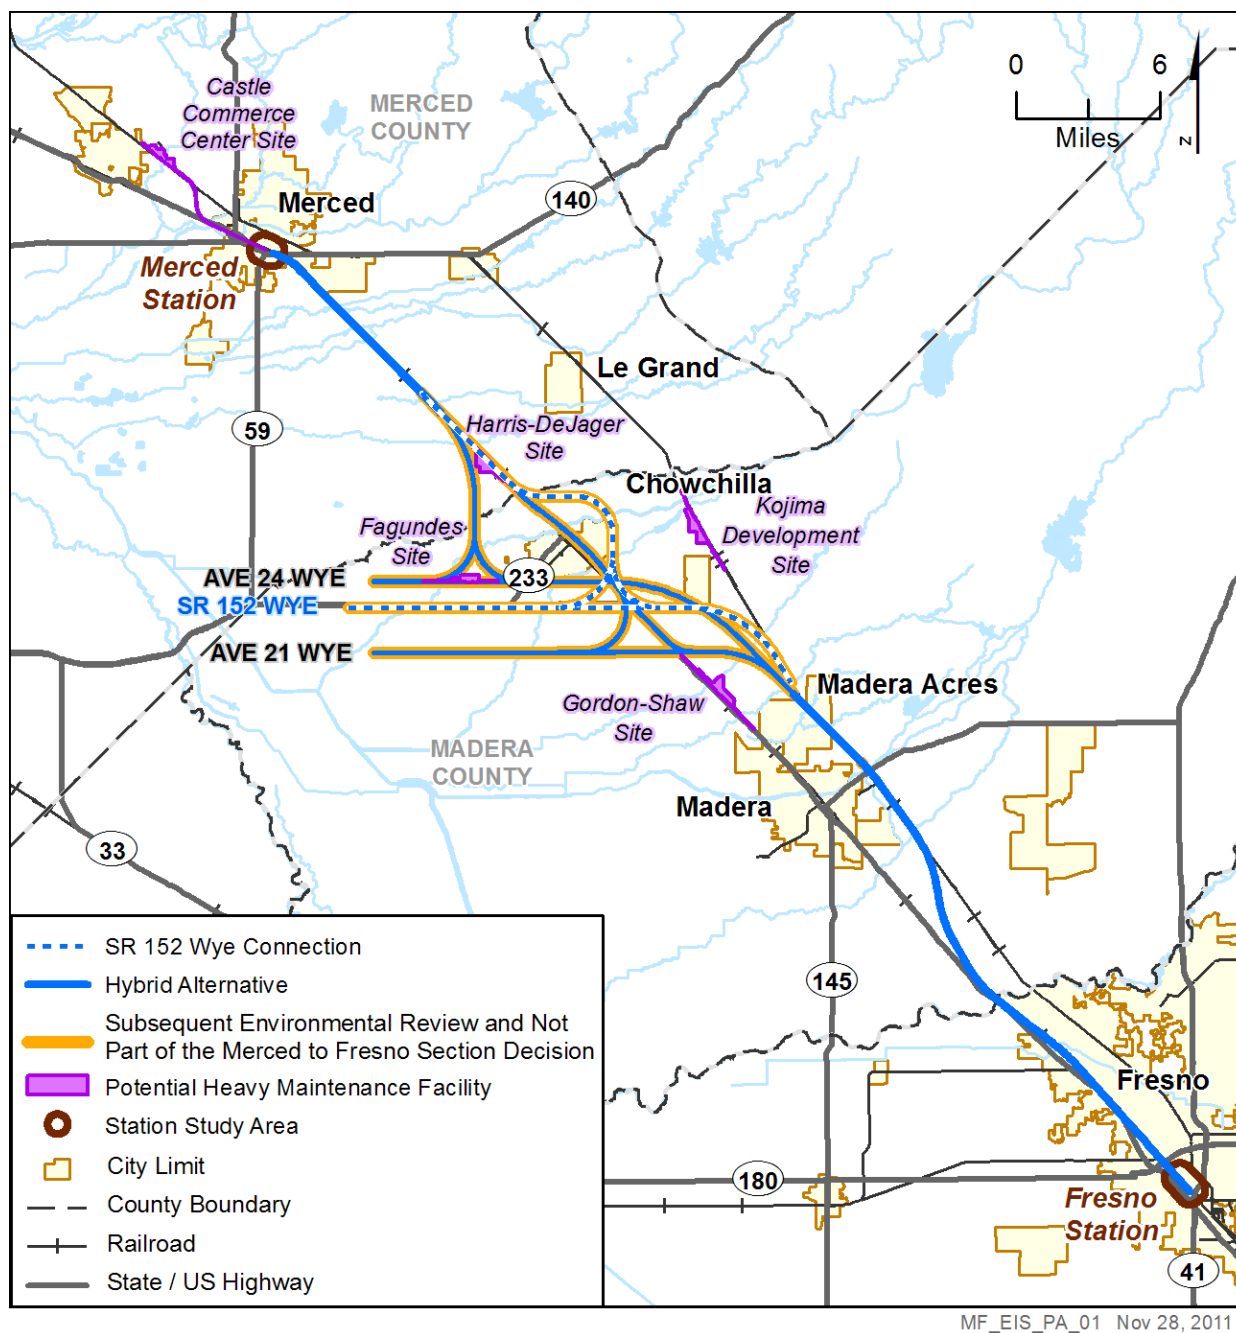 Castle
Commerce
Center Site
MERCED
COUNTY
0 6
Miles
z
Merced
140
Merced
Station
Le Grand
59
Harris-DeJager
Site
Chowchilla
Kojima
Development
Site
Fagundes
Site
AVE 24 WYE
233
SR 152 WYE
AVE 21 WYE
Madera Acres
Gordon-Shaw
Site
MADERA
COUNTY
Madera
33
145
Fresno
180
Fresno
Station
41
SR 152 Wye Connection
Hybrid Alternative
Subsequent Environmental Review and Not
Part of the Merced to Fresno Section Decision
Potential Heavy Maintenance Facility
Station Study Area
City Limit
County Boundary
Railroad
State / US Highway
MF_EIS_PA_01 Nov 28, 2011